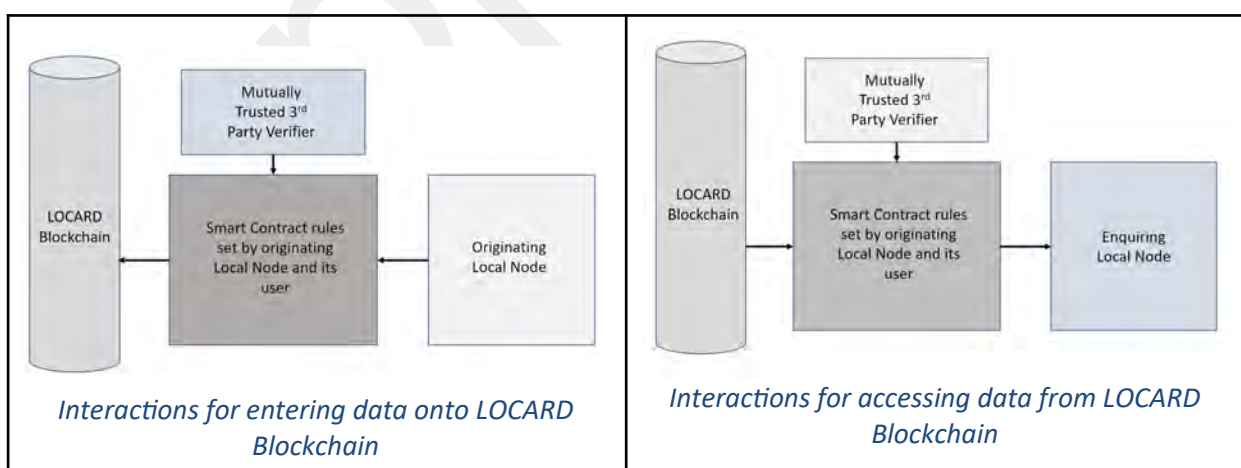 Mutually
Trusted 3rd
Party Verifier
LOCARD
Blockchain
Smart Contract rules
set by originating
Local Node and its
user
Originating
Local Node
Interactions for entering data onto LOCARD
Blockchain
Mutually
Trusted 3rd
Party Verifier
LOCARD
Blockchain
Smart Contract rules
set by originating
Local Node and its
user
Enquiring
Local Node
Interactions for accessing data from LOCARD
Blockchain